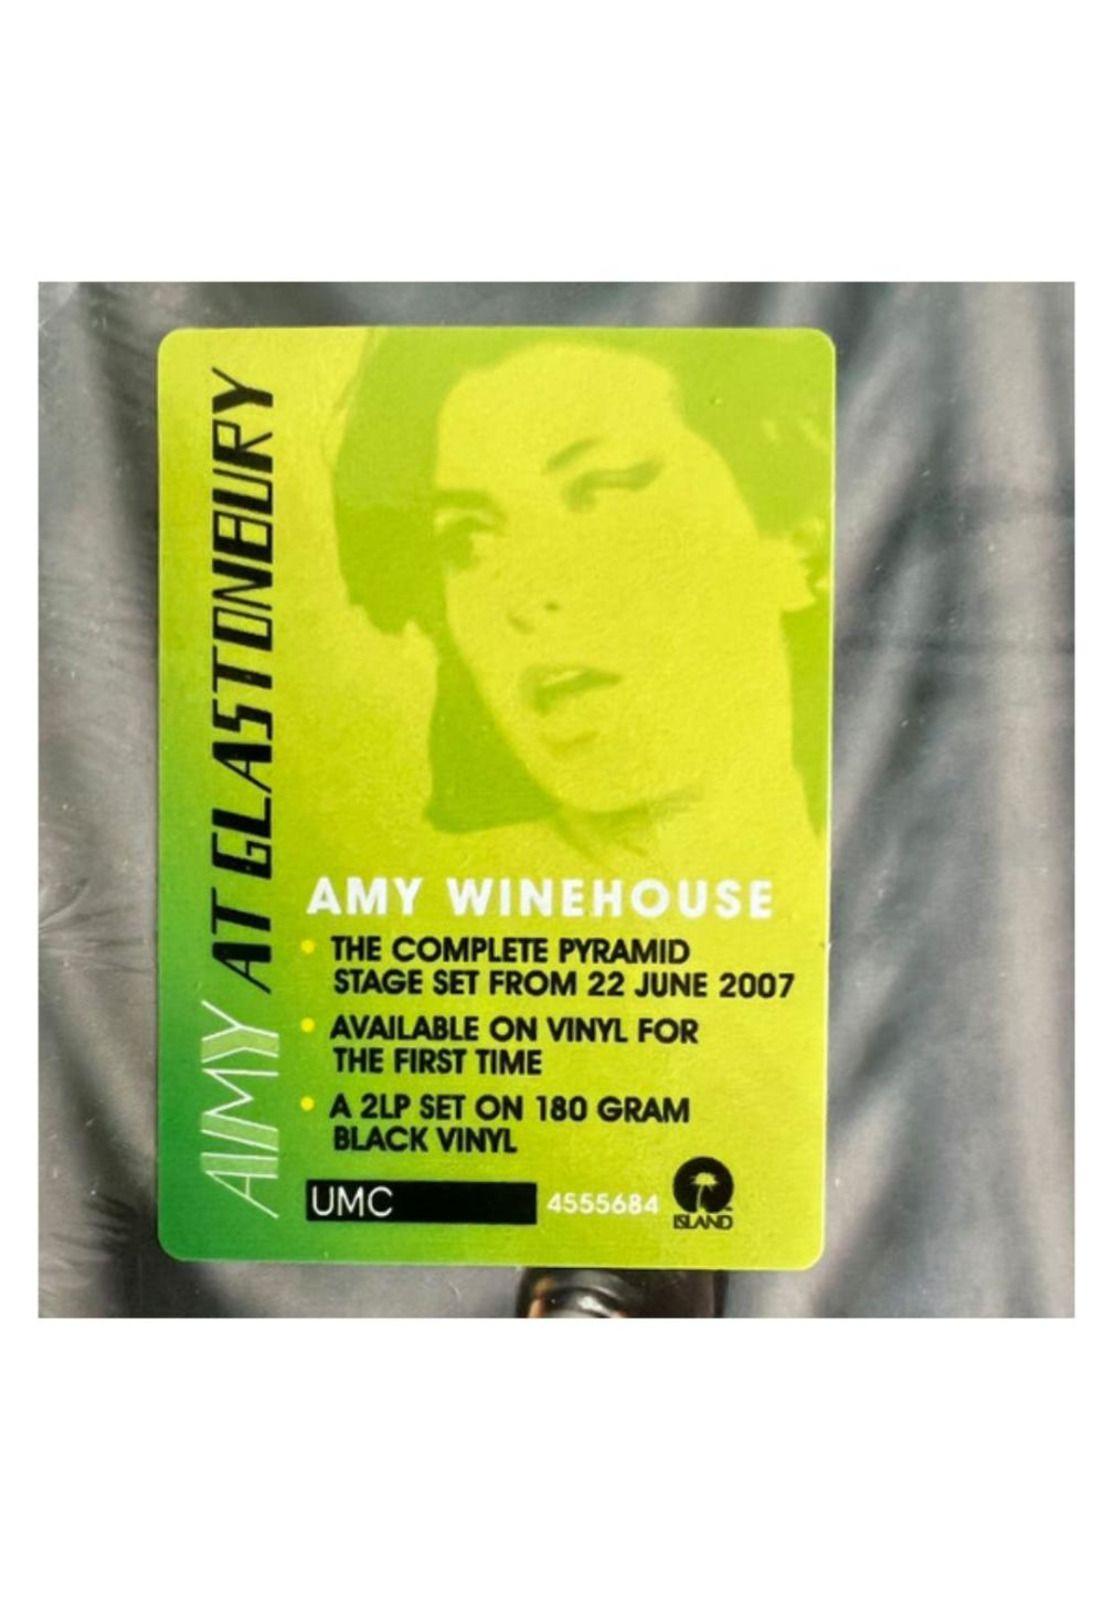 AMY AT GLASTONBURY
AMY WINEHOUSE
• THE COMPLETE PYRAMID
STAGE SET FROM 22 JUNE 2007
• AVAILABLE ON VINYL FOR
THE FIRST TIME
• A 2LP SET ON 180 GRAM
BLACK VINYL
UMC 4555684 ISLAND™